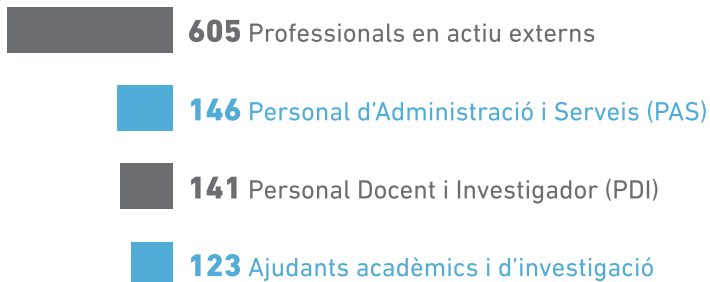 605 Professionals en actiu externs
146 Personal d’Administració i Serveis (PAS)
141 Personal Docent i Investigador (PDI)
123 Ajudants acadèmics i d’investigació